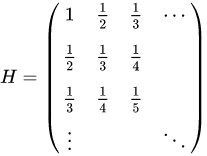 H = ( 1 1/2 1/3 ⋯
1/2 1/3 1/4
1/3 1/4 1/5
⋮ ⋱ )